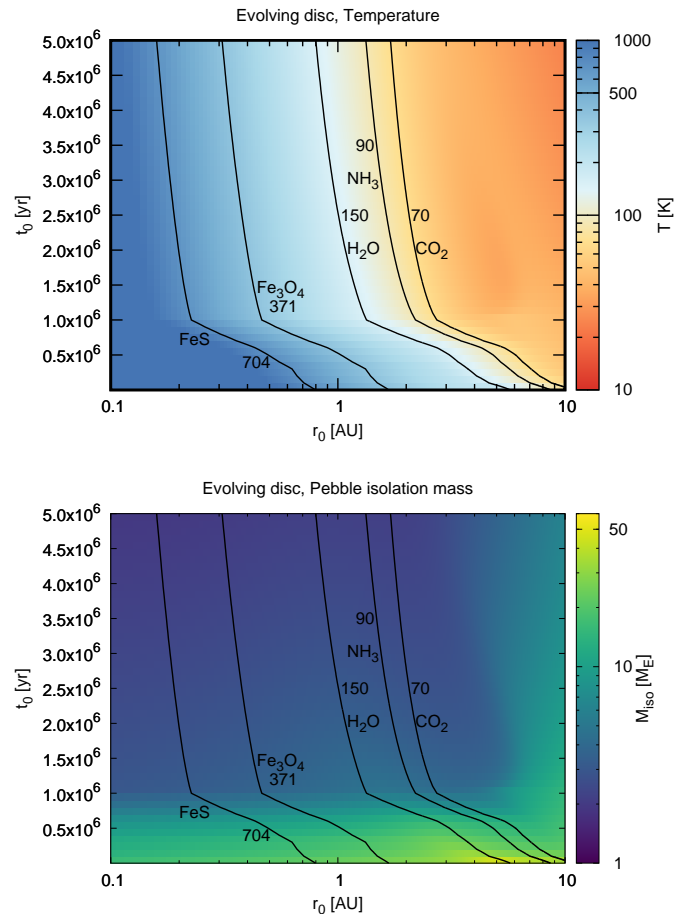 Evolving disc, Temperature
5.0x10^6
4.5x10^6
4.0x10^6
3.5x10^6
3.0x10^6
2.5x10^6
2.0x10^6
1.5x10^6
1.0x10^6
0.5x10^6
t_0 [yr]
90
NH_3
150
70
H_2O
CO_2
Fe_3O_4
371
FeS
704
0.1
1
10
r_0 [AU]
1000
500
100
10
T [K]
Evolving disc, Pebble isolation mass
5.0x10^6
4.5x10^6
4.0x10^6
3.5x10^6
3.0x10^6
2.5x10^6
2.0x10^6
1.5x10^6
1.0x10^6
0.5x10^6
t_0 [yr]
90
NH_3
150
70
H_2O
CO_2
Fe_3O_4
371
FeS
704
0.1
1
10
r_0 [AU]
50
10
1
M_iso [M_E]